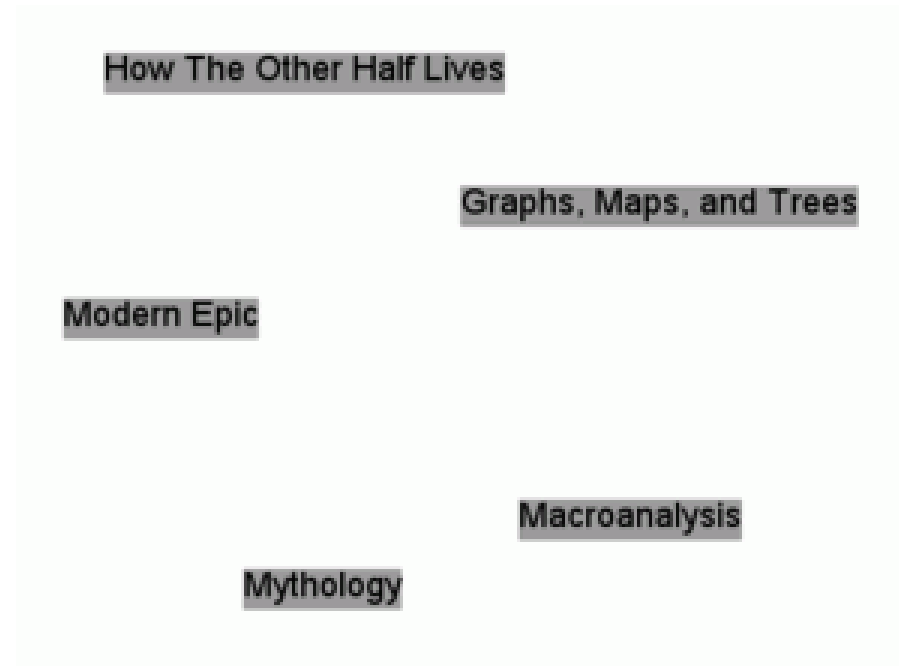 How The Other Half Lives
Graphs, Maps, and Trees
Modern Epic
Macroanalysis
Mythology